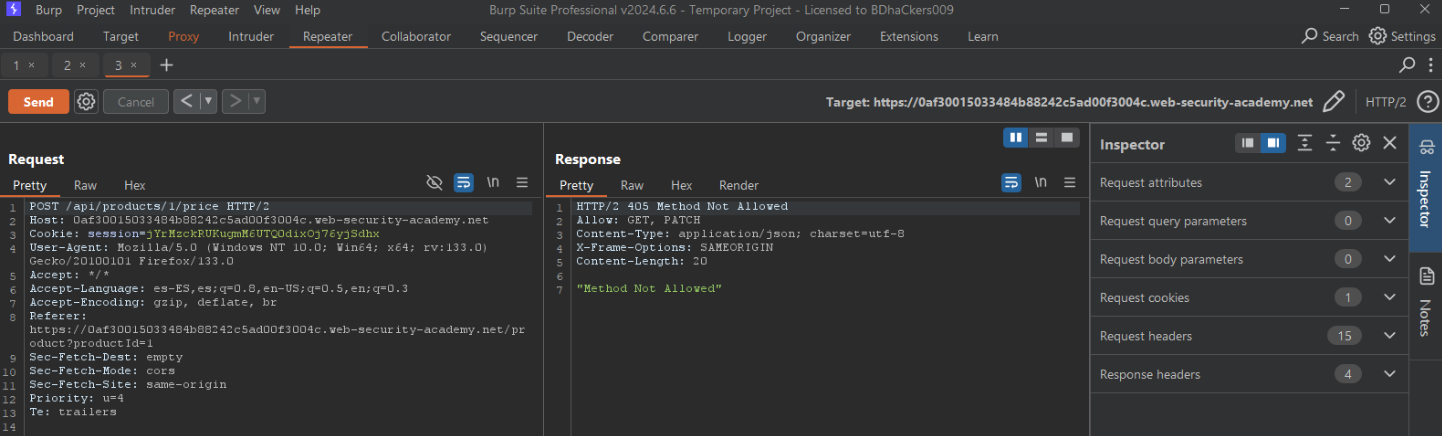 Burp Project Intruder Repeater View Help Burp Suite Professional v2024.6.6 - Temporary Project - Licensed to BDhaCkers009
Dashboard Target Proxy Intruder Repeater Collaborator Sequencer Decoder Comparer Logger Organizer Extensions Learn Search Settings
1 × 2 × 3 × +
Send Cancel < > Target: https://0af30015033484b88242c5ad00f3004c.web-security-academy.net HTTP/2 ?
Request
Pretty Raw Hex \n
1 POST /api/products/1/price HTTP/2
2 Host: 0af30015033484b88242c5ad00f3004c.web-security-academy.net
3 Cookie: session=jYrMzckRUKugmM6UTQOdixOj76yjSdhx
4 User-Agent: Mozilla/5.0 (Windows NT 10.0; Win64; x64; rv:133.0)
Gecko/20100101 Firefox/133.0
5 Accept: */*
6 Accept-Language: es-ES,es;q=0.8,en-US;q=0.5,en;q=0.3
7 Accept-Encoding: gzip, deflate, br
8 Referer:
https://0af30015033484b88242c5ad00f3004c.web-security-academy.net/pr
oduct?productId=1
9 Sec-Fetch-Dest: empty
10 Sec-Fetch-Mode: cors
11 Sec-Fetch-Site: same-origin
12 Priority: u=4
13 Te: trailers
14
Response
Pretty Raw Hex Render \n
1 HTTP/2 405 Method Not Allowed
2 Allow: GET, PATCH
3 Content-Type: application/json; charset=utf-8
4 X-Frame-Options: SAMEORIGIN
5 Content-Length: 20
6
7 "Method Not Allowed"
Inspector
Request attributes 2
Request query parameters 0
Request body parameters 0
Request cookies 1
Request headers 15
Response headers 4
Inspector
Notes